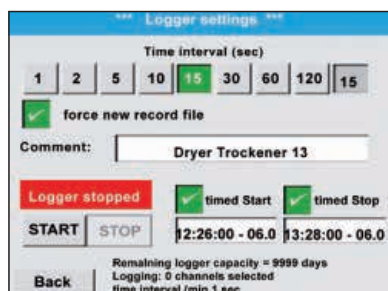 *** Logger settings ***
Time interval (sec)
1 2 5 10 15 30 60 120 15
force new record file
Comment: Dryer Trockener 13
Logger stopped timed Start timed Stop
START STOP 12:26:00 - 06.0 13:28:00 - 06.0
Remaining logger capacity = 9999 days
Back Logging: 0 channels selected
time interval (min 1 sec